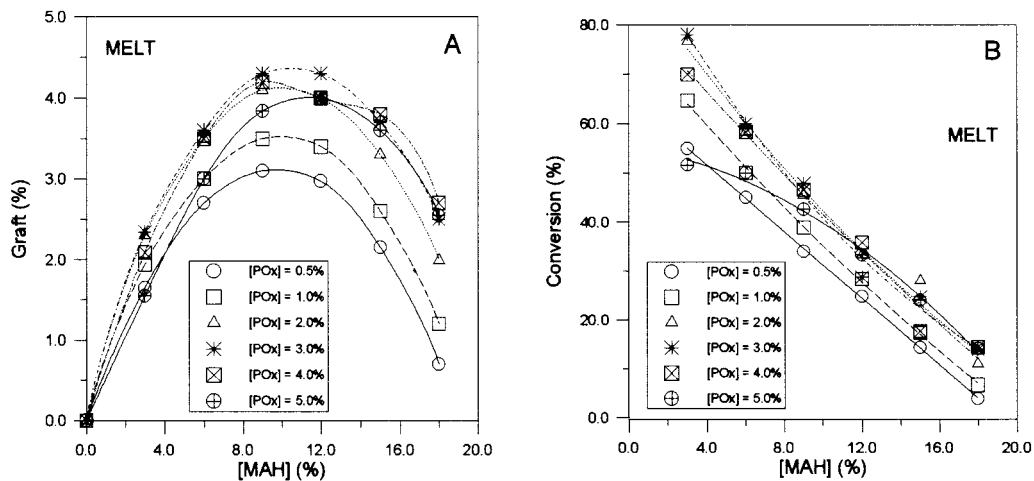 MELT
A
5.0
4.0
3.0
2.0
1.0
0.0
Graft (%)
[POx] = 0.5%
[POx] = 1.0%
[POx] = 2.0%
[POx] = 3.0%
[POx] = 4.0%
[POx] = 5.0%
0.0 4.0 8.0 12.0 16.0 20.0
[MAH] (%)
B
MELT
80.0
60.0
40.0
20.0
0.0
Conversion (%)
[POx] = 0.5%
[POx] = 1.0%
[POx] = 2.0%
[POx] = 3.0%
[POx] = 4.0%
[POx] = 5.0%
0.0 4.0 8.0 12.0 16.0 20.0
[MAH] (%)